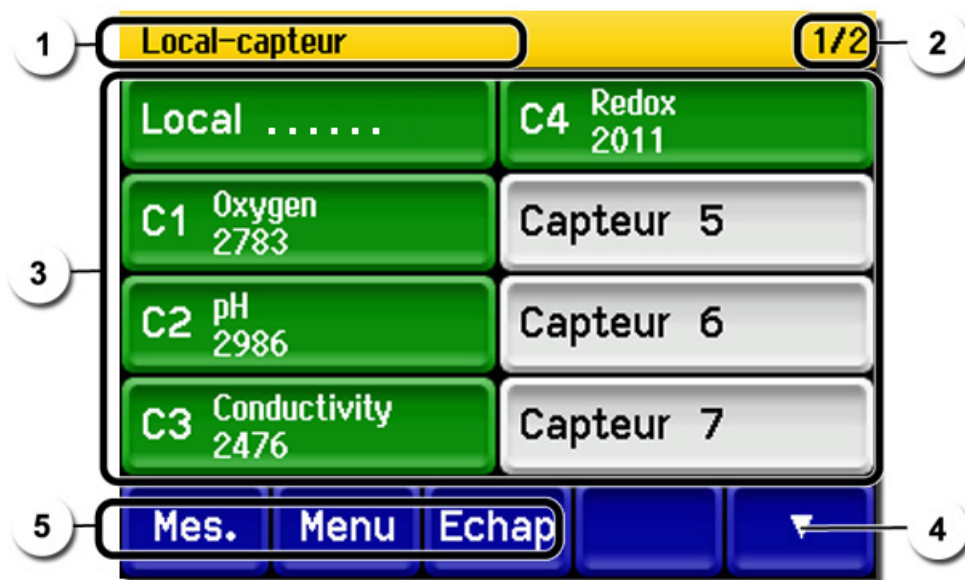 1
Local-capteur
1/2
2
Local ......
C4 Redox
2011
C1 Oxygen
2783
Capteur 5
3
C2 pH
2986
Capteur 6
C3 Conductivity
2476
Capteur 7
5
Mes. Menu Echap
4